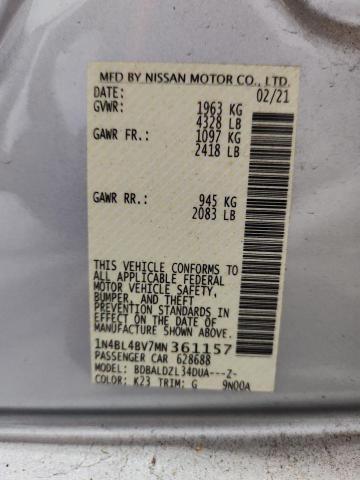 MFD BY NISSAN MOTOR CO., LTD.
DATE: 02/21
GVWR: 1963 KG
4328 LB
GAWR FR.: 1097 KG
2418 LB
GAWR RR.: 945 KG
2083 LB
THIS VEHICLE CONFORMS TO
ALL APPLICABLE FEDERAL
MOTOR VEHICLE SAFETY,
BUMPER, AND THEFT
PREVENTION STANDARDS IN
EFFECT ON THE DATE OF
MANUFACTURE SHOWN ABOVE.
1N4BL4BV7MN361157
PASSENGER CAR 628688
MODEL: BDBALDZL34DUA---Z-
COLOR: K23 TRIM: G 9N00A